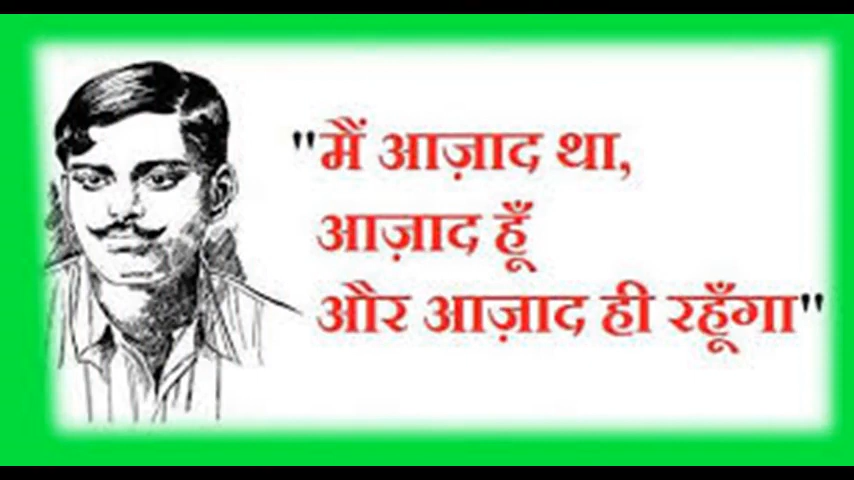 "मैं आज़ाद था,
आज़ाद हूँ
और आज़ाद ही रहूँगा"